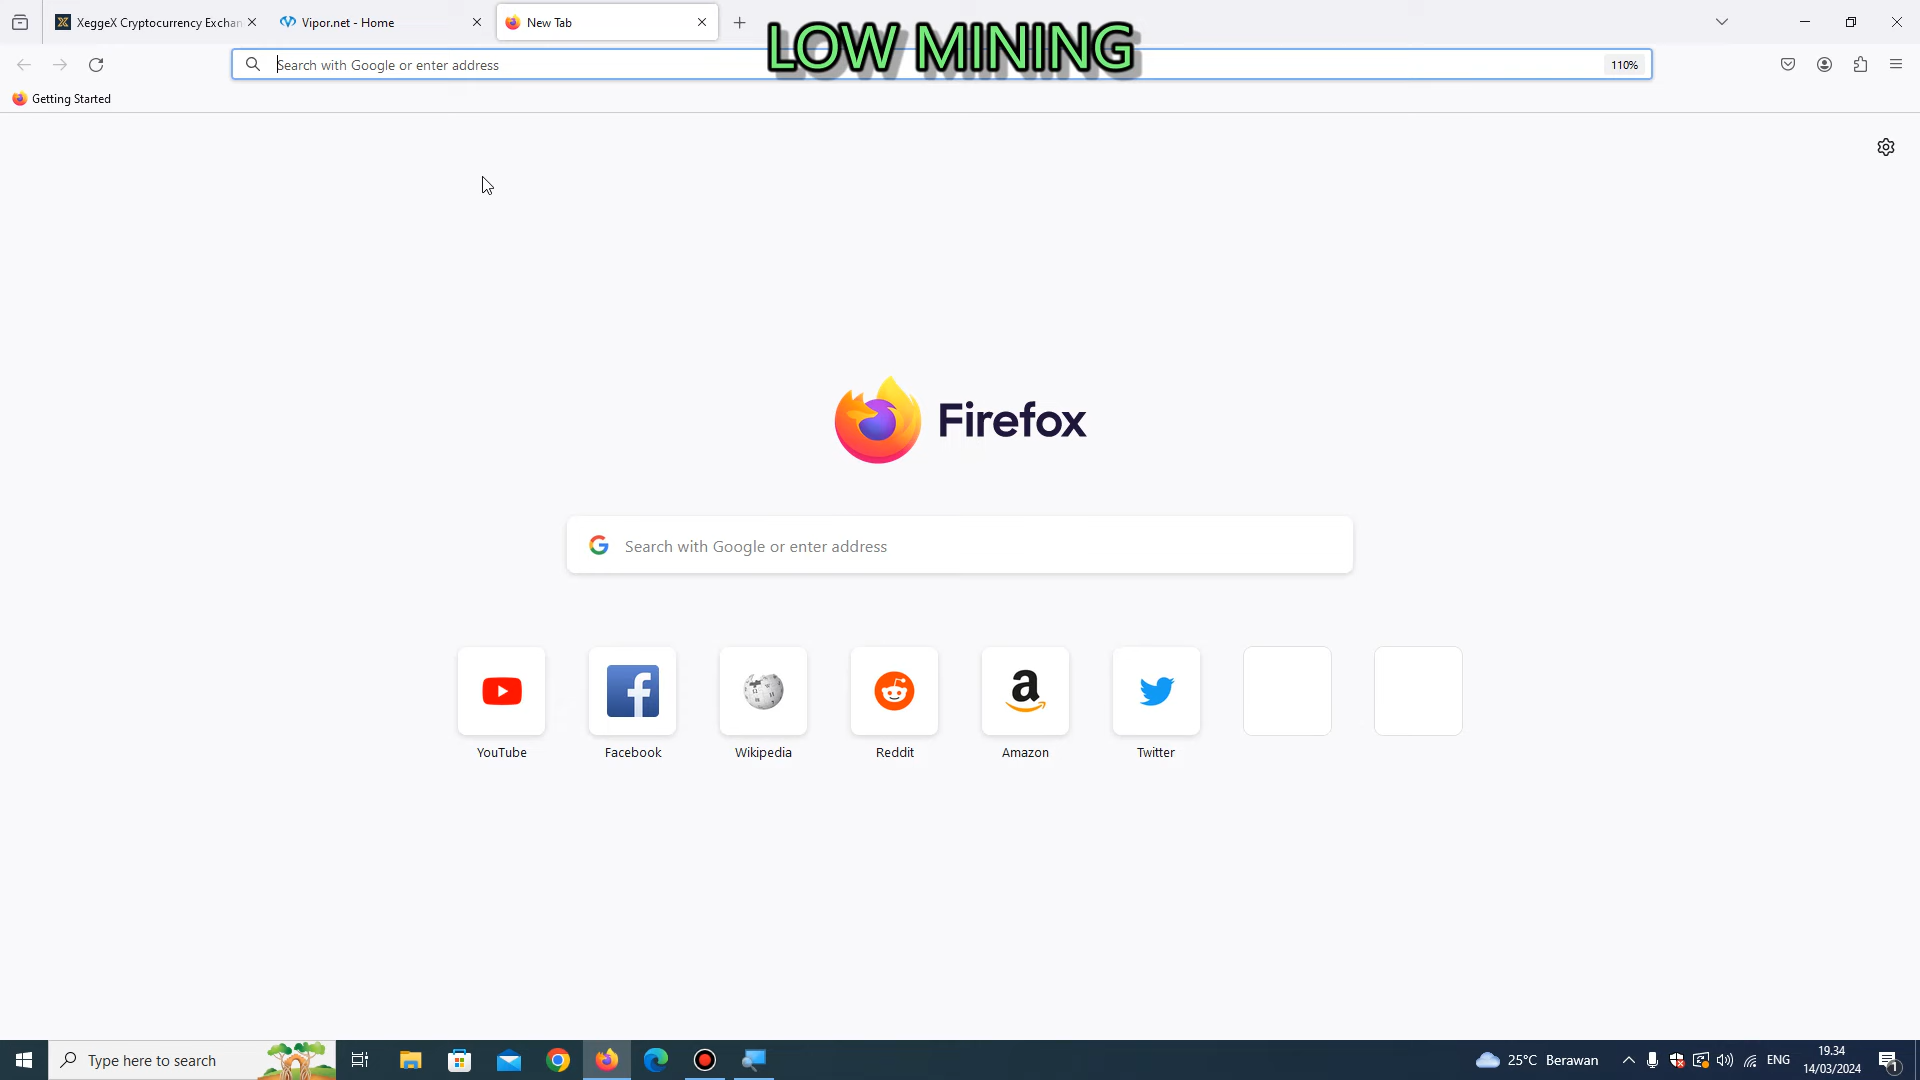 XeggeX Cryptocurrency Exchan
Vipor.net - Home
New Tab
LOW MINING
Search with Google or enter address
110%
Getting Started
Firefox
Search with Google or enter address
YouTube
Facebook
Wikipedia
Reddit
Amazon
Twitter
Type here to search
25°C Berawan
ENG
19.34
14/03/2024
1